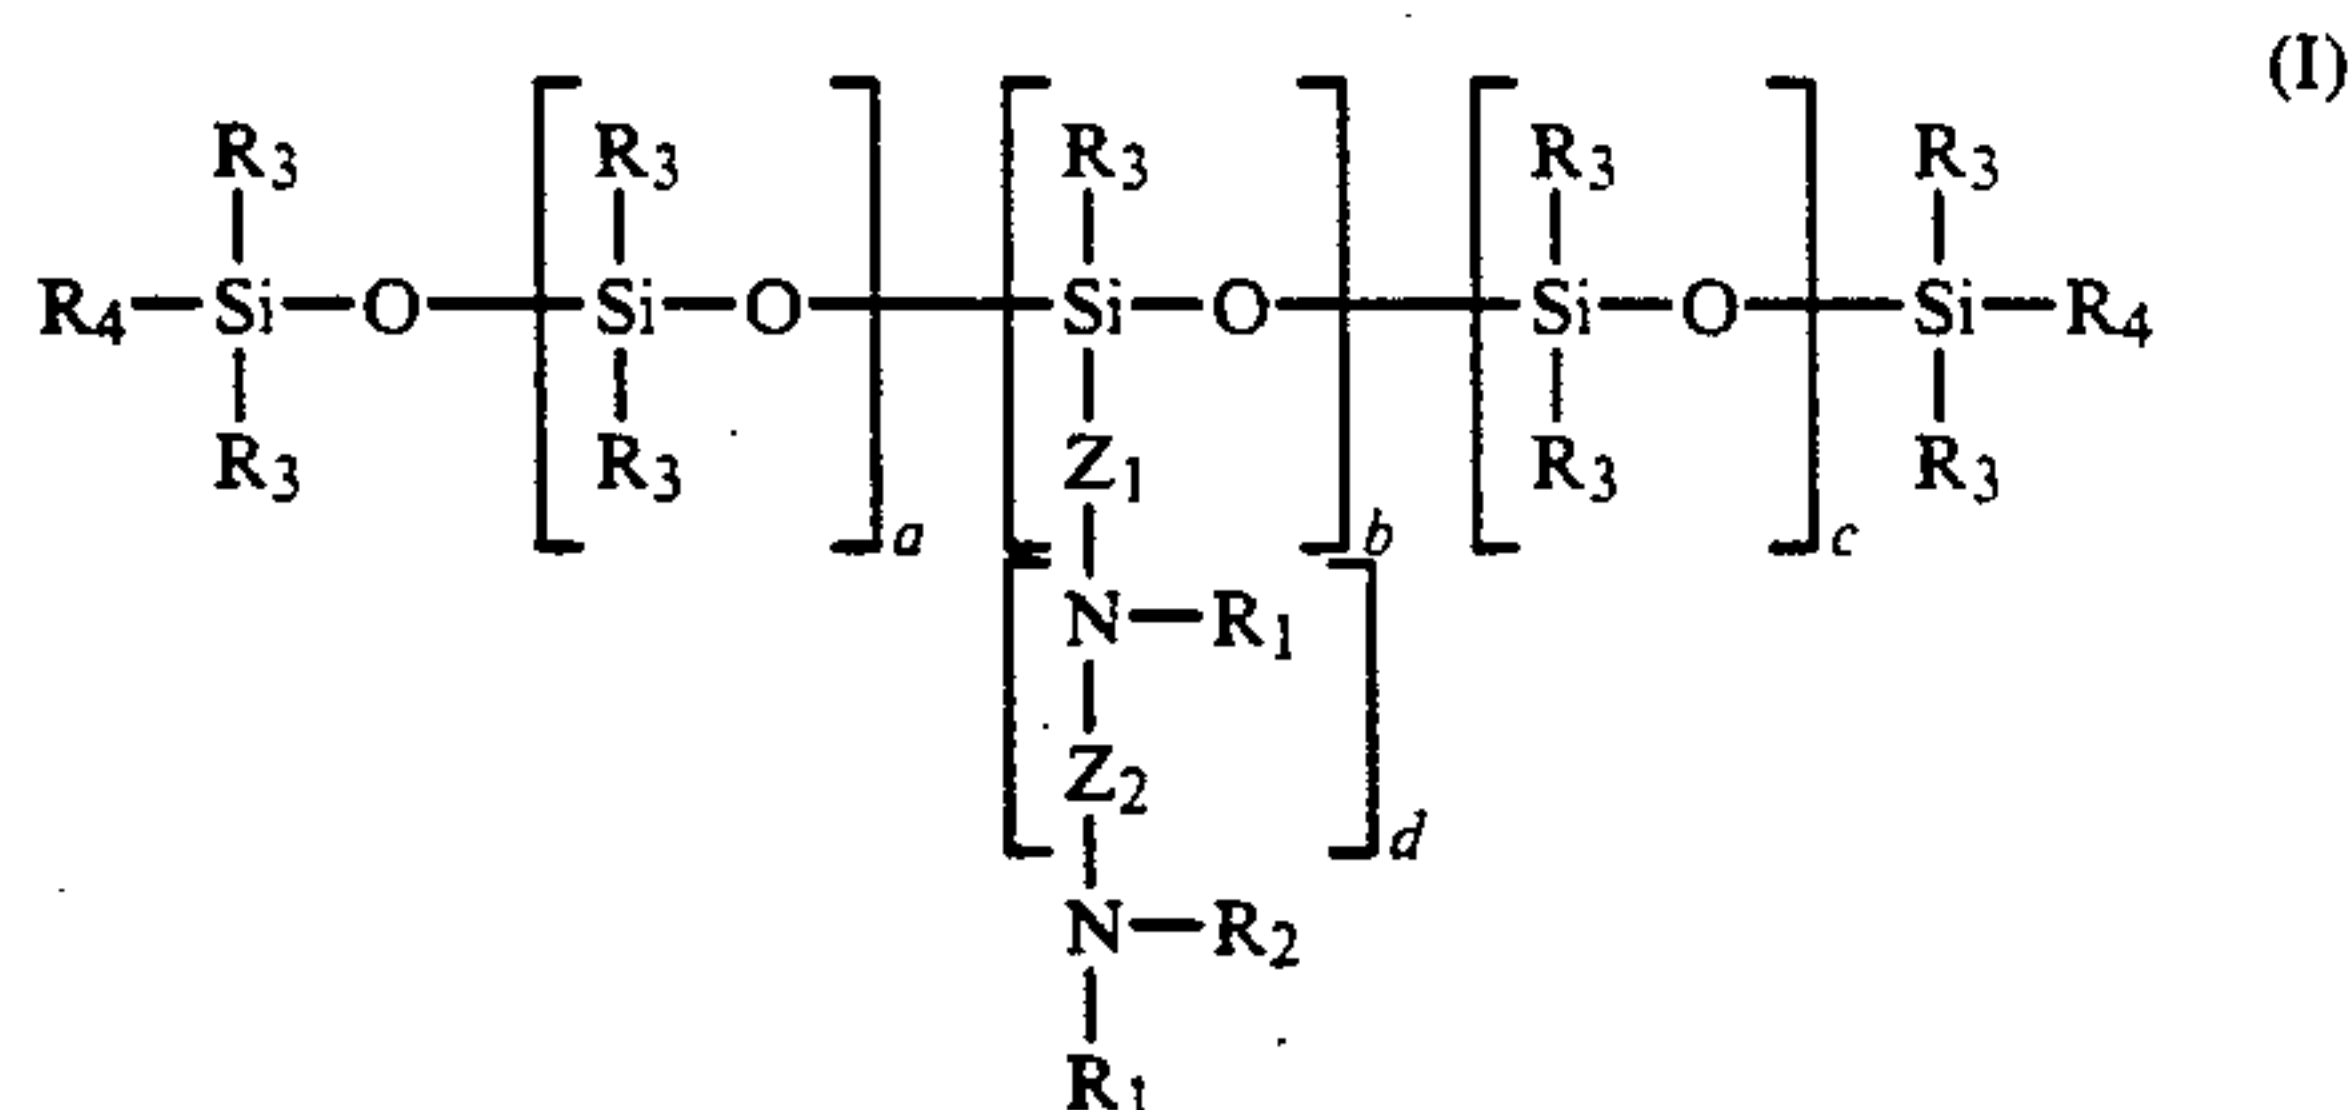 (I)
R3 R3 R3 R3 R3
R4—Si—O—[Si—O]a—[Si—O]b—[Si—O]c—Si—R4
R3 R3 Z1 R3 R3
N—R1
Z2
d
N—R2
R1